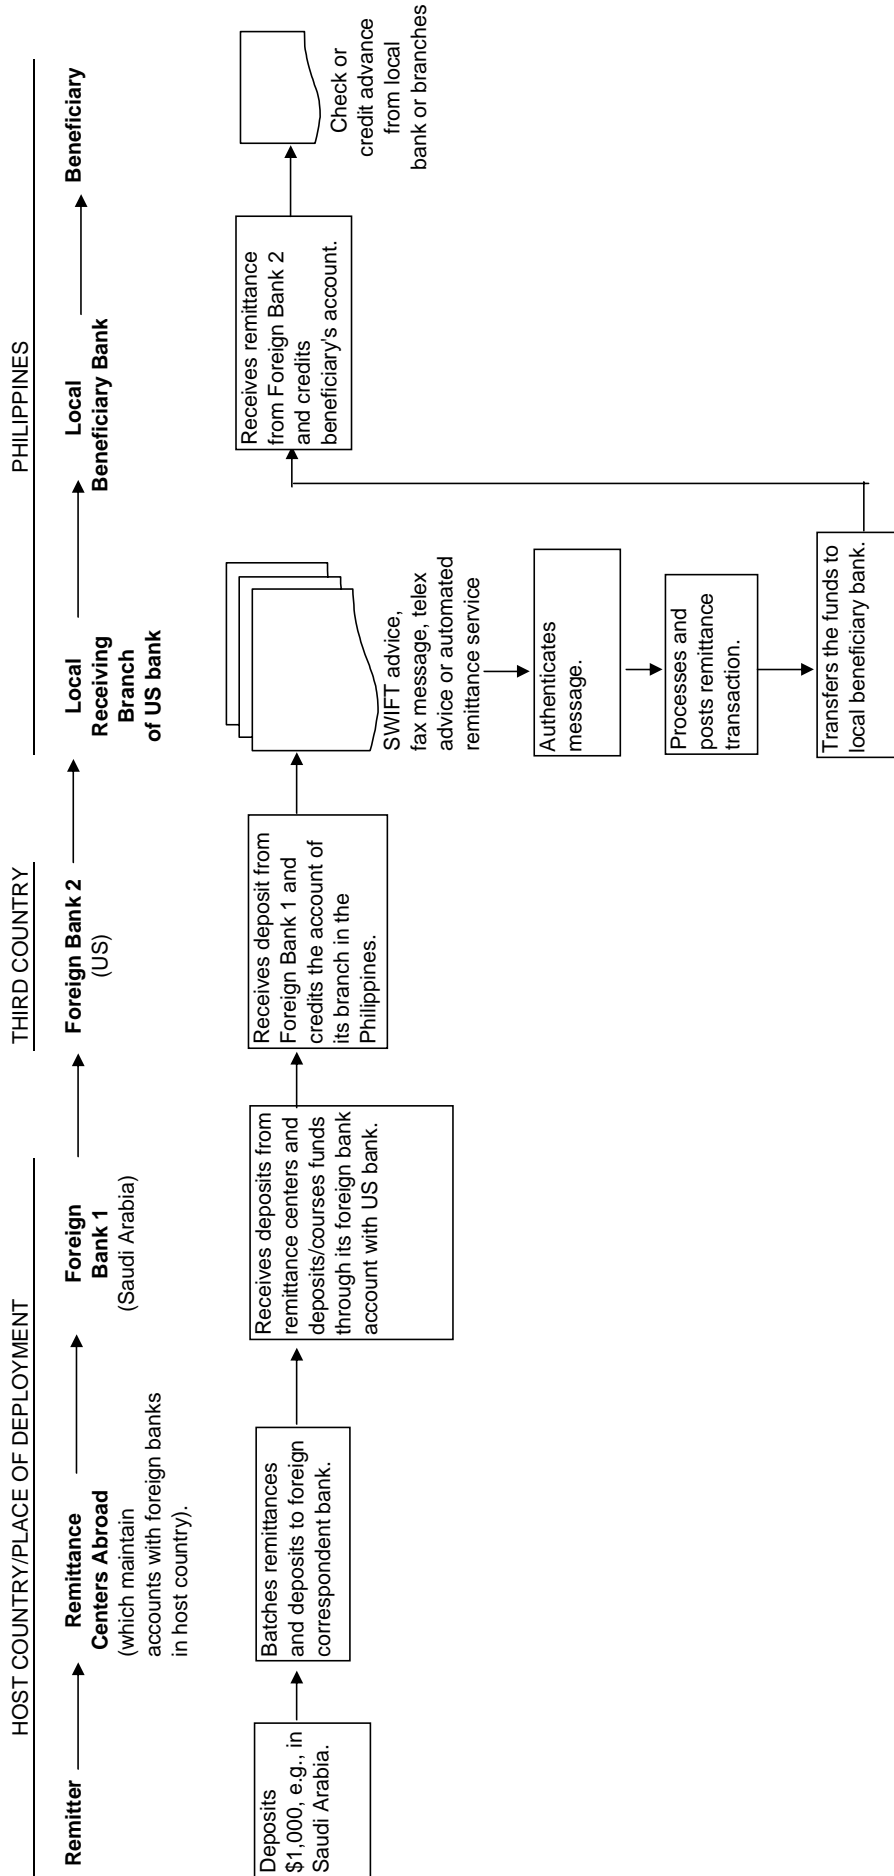 HOST COUNTRY/PLACE OF DEPLOYMENT
THIRD COUNTRY
PHILIPPINES
Remitter
Remittance
Centers Abroad
(which maintain
accounts with foreign banks
in host country).
Foreign
Bank 1
(Saudi Arabia)
Foreign Bank 2
(US)
Local
Receiving
Branch
of US bank
Local
Beneficiary Bank
Beneficiary
Deposits
$1,000, e.g., in
Saudi Arabia.
Batches remittances
and deposits to foreign
correspondent bank.
Receives deposits from
remittance centers and
deposits/courses funds
through its foreign bank
account with US bank.
Receives deposit from
Foreign Bank 1 and
credits the account of
its branch in the
Philippines.
SWIFT advice,
fax message, telex
advice or automated
remittance service
Authenticates
message.
Processes and
posts remittance
transaction.
Transfers the funds to
local beneficiary bank.
Receives remittance
from Foreign Bank 2
and credits
beneficiary's account.
Check or
credit advance
from local
bank or branches